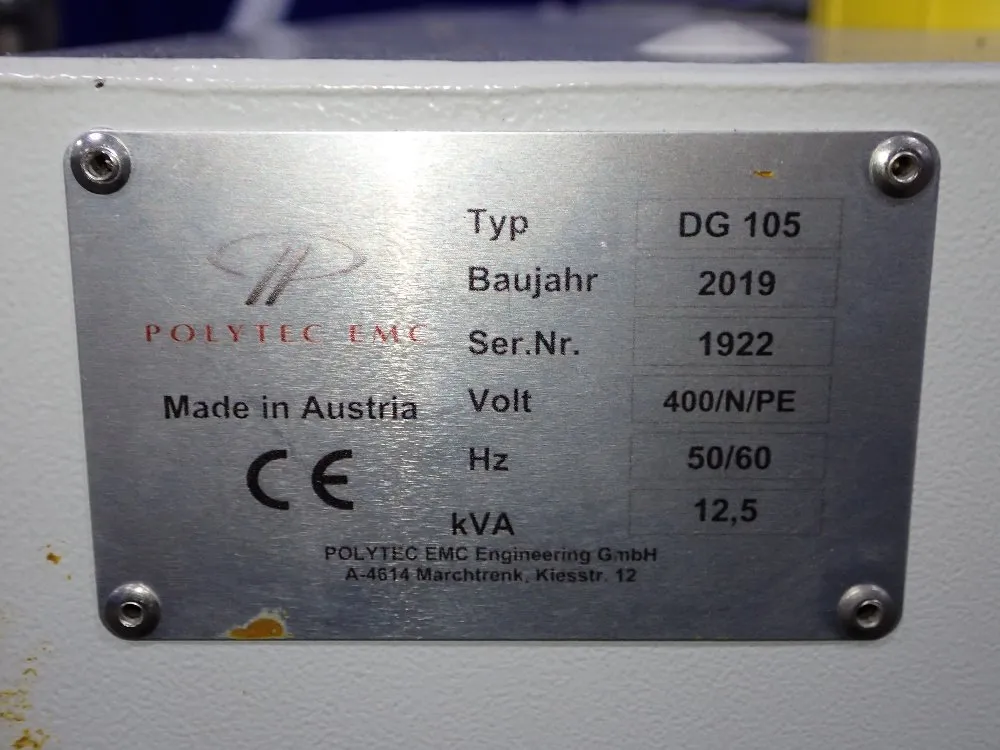 Typ DG 105
Baujahr 2019
POLYTEC EMC
Ser.Nr. 1922
Made in Austria
Volt 400/N/PE
CE
Hz 50/60
kVA 12,5
POLYTEC EMC Engineering GmbH
A-4614 Marchtrenk, Kiesstr. 12